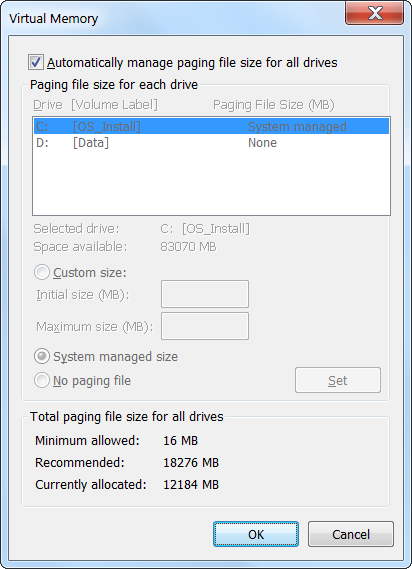 Virtual Memory
Automatically manage paging file size for all drives
Paging file size for each drive
Drive [Volume Label] Paging File Size (MB)
C: [OS_Install] System managed
D: [Data] None
Selected drive: C: [OS_Install]
Space available: 83070 MB
Custom size:
Initial size (MB):
Maximum size (MB):
System managed size
No paging file
Set
Total paging file size for all drives
Minimum allowed: 16 MB
Recommended: 18276 MB
Currently allocated: 12184 MB
OK Cancel